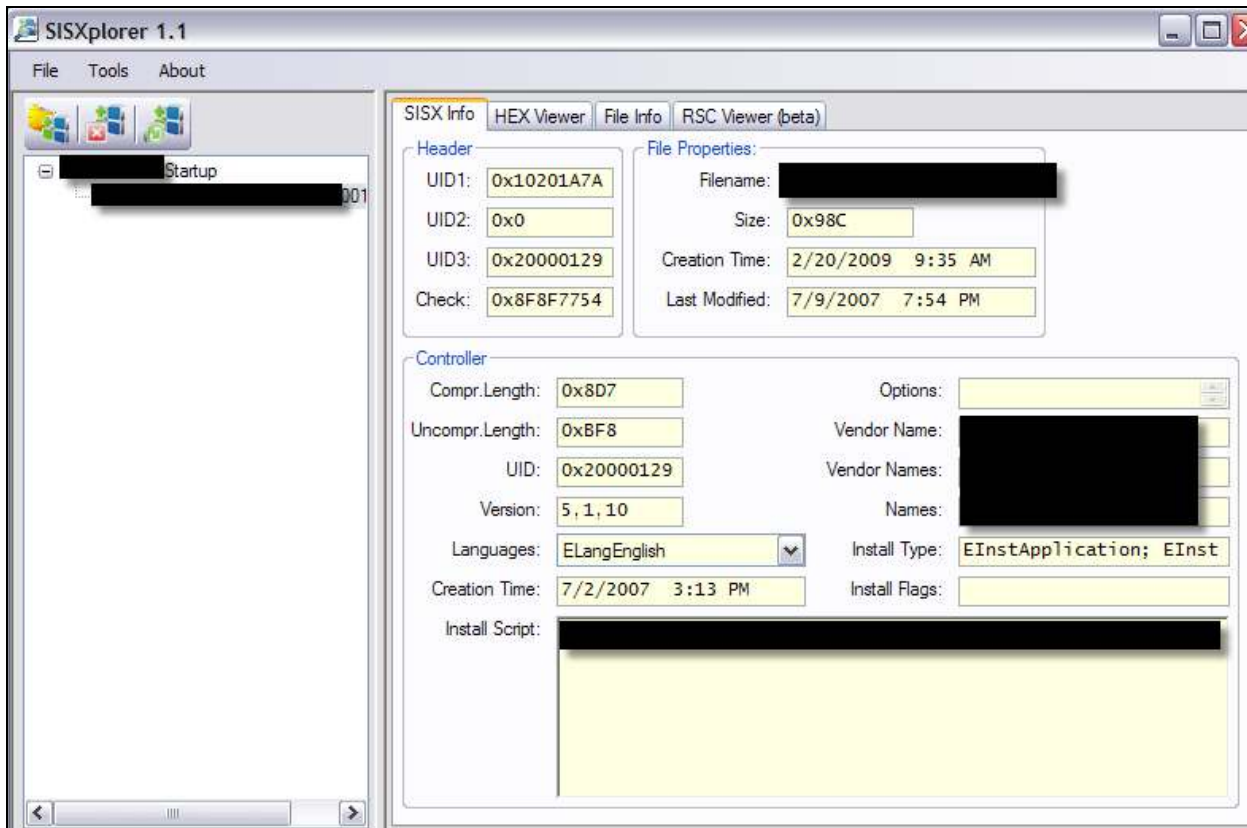 SISXplorer 1.1
File Tools About
Startup
001
SISX Info HEX Viewer File Info RSC Viewer (beta)
Header
UID1: 0x10201A7A
UID2: 0x0
UID3: 0x20000129
Check: 0x8F8F7754
File Properties:
Filename:
Size: 0x98C
Creation Time: 2/20/2009 9:35 AM
Last Modified: 7/9/2007 7:54 PM
Controller
Compr.Length: 0x8D7
Options:
Uncompr.Length: 0xBF8
Vendor Name:
UID: 0x20000129
Vendor Names:
Version: 5,1,10
Names:
Languages: ELangEnglish
Install Type: EInstApplication; EInst
Creation Time: 7/2/2007 3:13 PM
Install Flags:
Install Script: